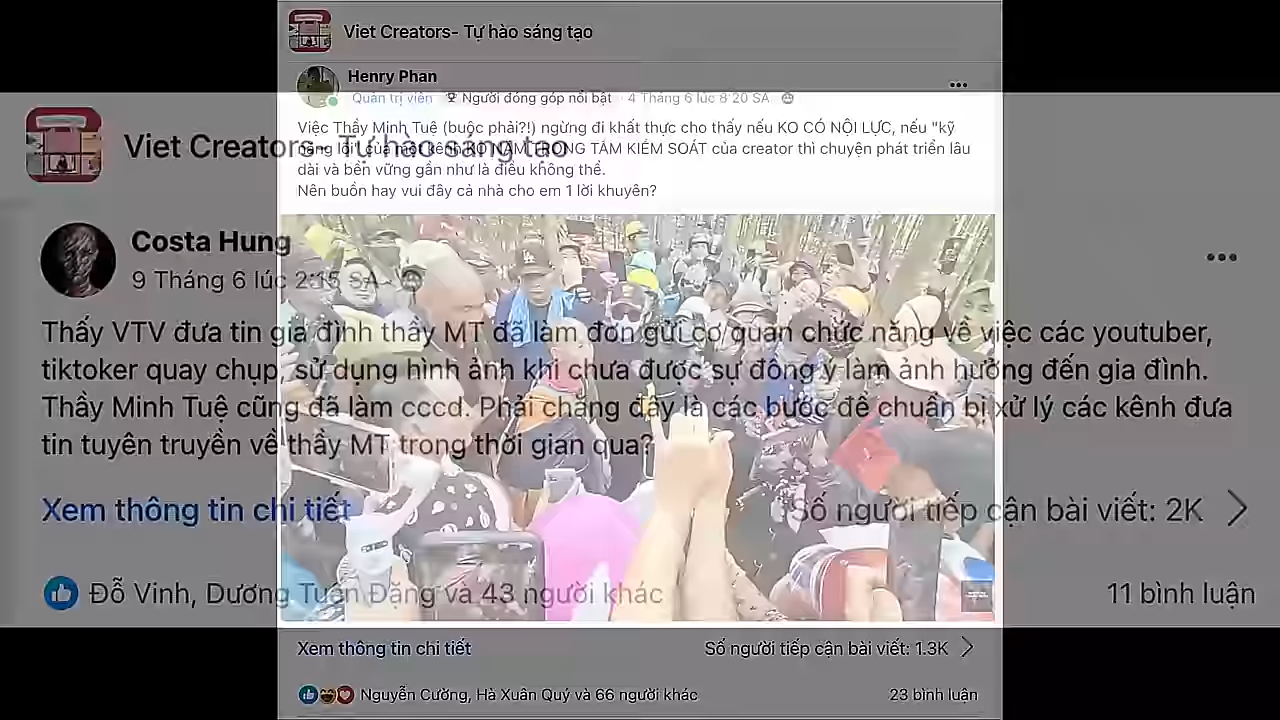 Viet Creators- Tự hào sáng tạo
Henry Phan
Quản trị viên Người đóng góp nổi bật · 4 Tháng 6 lúc 8:20 SA ·
Việc Thầy Minh Tuệ (buộc phải?!) ngừng đi khất thực cho thấy nếu KO CÓ NỘI LỰC, nếu "kỹ
năng lõi" của một kênh KO NẰM TRONG TẦM KIỂM SOÁT của creator thì chuyện phát triển lâu
dài và bền vững gần như là điều không thể.
Nên buồn hay vui đây cả nhà cho em 1 lời khuyên?
Xem thông tin chi tiết
Số người tiếp cận bài viết: 1.3K
Nguyễn Cường, Hà Xuân Quý và 66 người khác
23 bình luận
Viet Creators- Tự hào sáng tạo
Costa Hung
9 Tháng 6 lúc 2:15 SA ·
Thấy VTV đưa tin gia đình thầy MT đã làm đơn gửi cơ quan chức năng về việc các youtuber,
tiktoker quay chụp, sử dụng hình ảnh khi chưa được sự đồng ý làm ảnh hưởng đến gia đình.
Thầy Minh Tuệ cũng đã làm cccd. Phải chăng đây là các bước để chuẩn bị xử lý các kênh đưa
tin tuyên truyền về thầy MT trong thời gian qua?
Xem thông tin chi tiết
Số người tiếp cận bài viết: 2K
Đỗ Vinh, Dương Tuấn Đặng và 43 người khác
11 bình luận